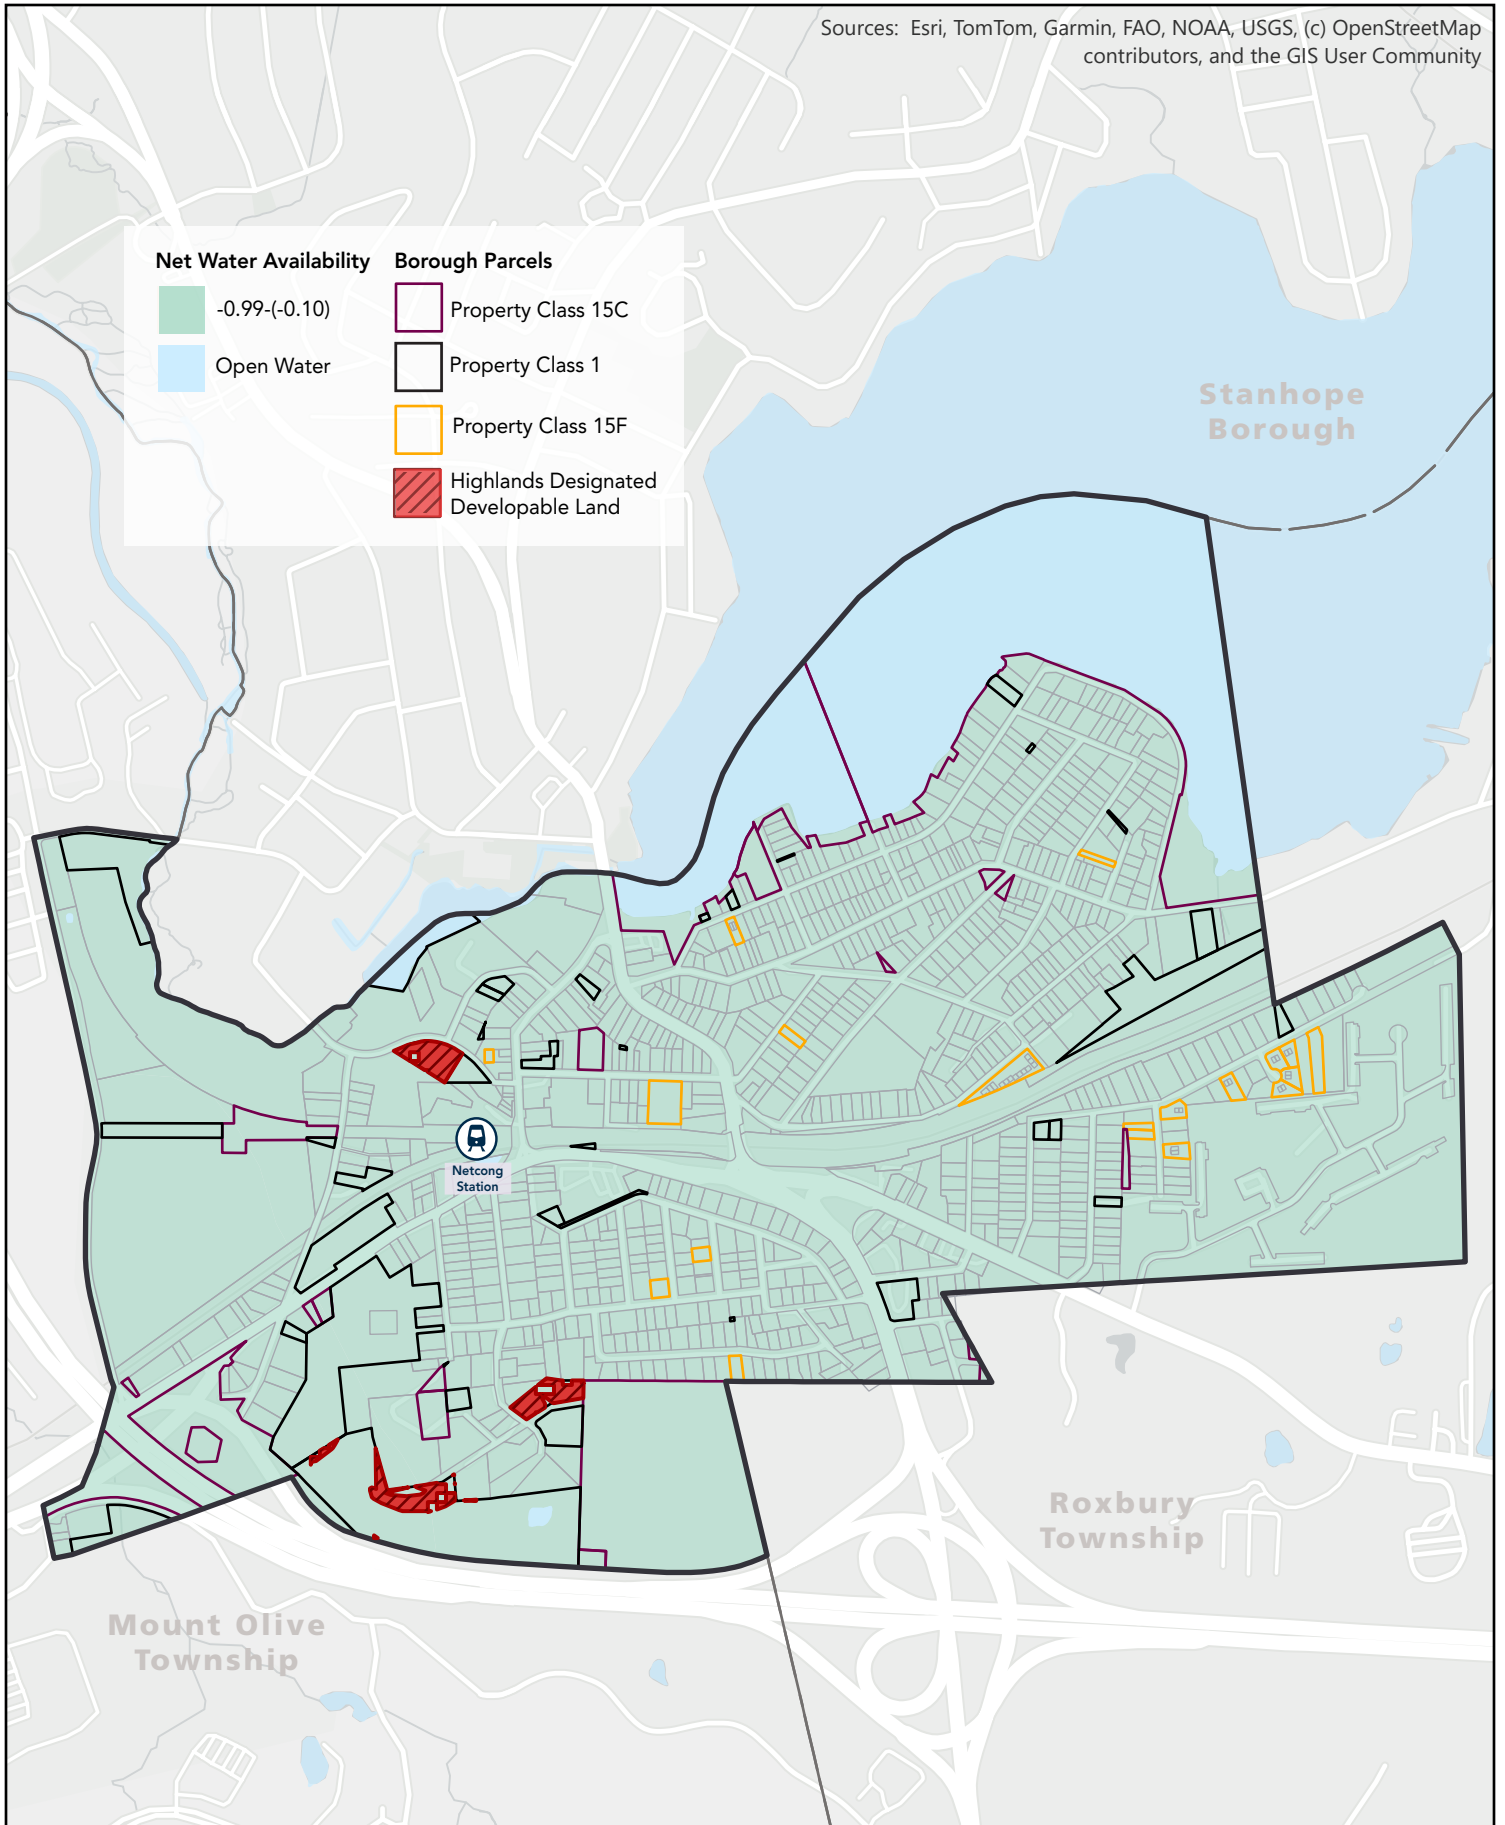 Sources: Esri, TomTom, Garmin, FAO, NOAA, USGS, (c) OpenStreetMap
contributors, and the GIS User Community
Net Water Availability
-0.99-(-0.10)
Open Water
Borough Parcels
Property Class 15C
Property Class 1
Property Class 15F
Highlands Designated
Developable Land
Stanhope
Borough
Netcong
Station
Roxbury
Township
Mount Olive
Township